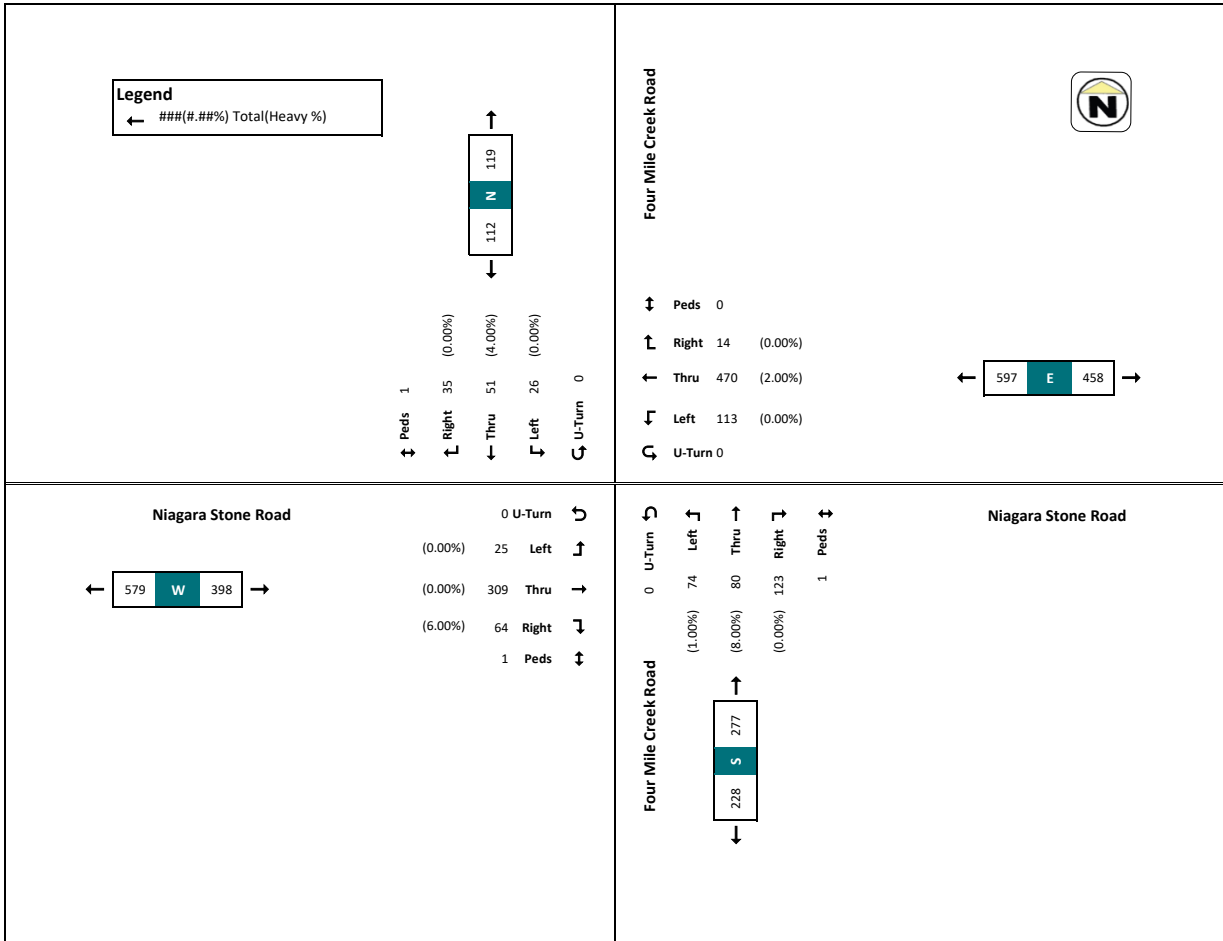 Legend
### (#.##%) Total(Heavy %)
119
N
112
(0.00%) (4.00%) (0.00%)
1 35 51 26 0
Peds Right Thru Left U-Turn
Four Mile Creek Road
N
Peds 0
Right 14 (0.00%)
Thru 470 (2.00%)
Left 113 (0.00%)
U-Turn 0
597 E 458
Niagara Stone Road
0 U-Turn
(0.00%) 25 Left
(0.00%) 309 Thru
(6.00%) 64 Right
1 Peds
579 W 398
U-Turn Left Thru Right Peds
0 74 80 123 1
(1.00%) (8.00%) (0.00%)
Four Mile Creek Road
277
S
228
Niagara Stone Road